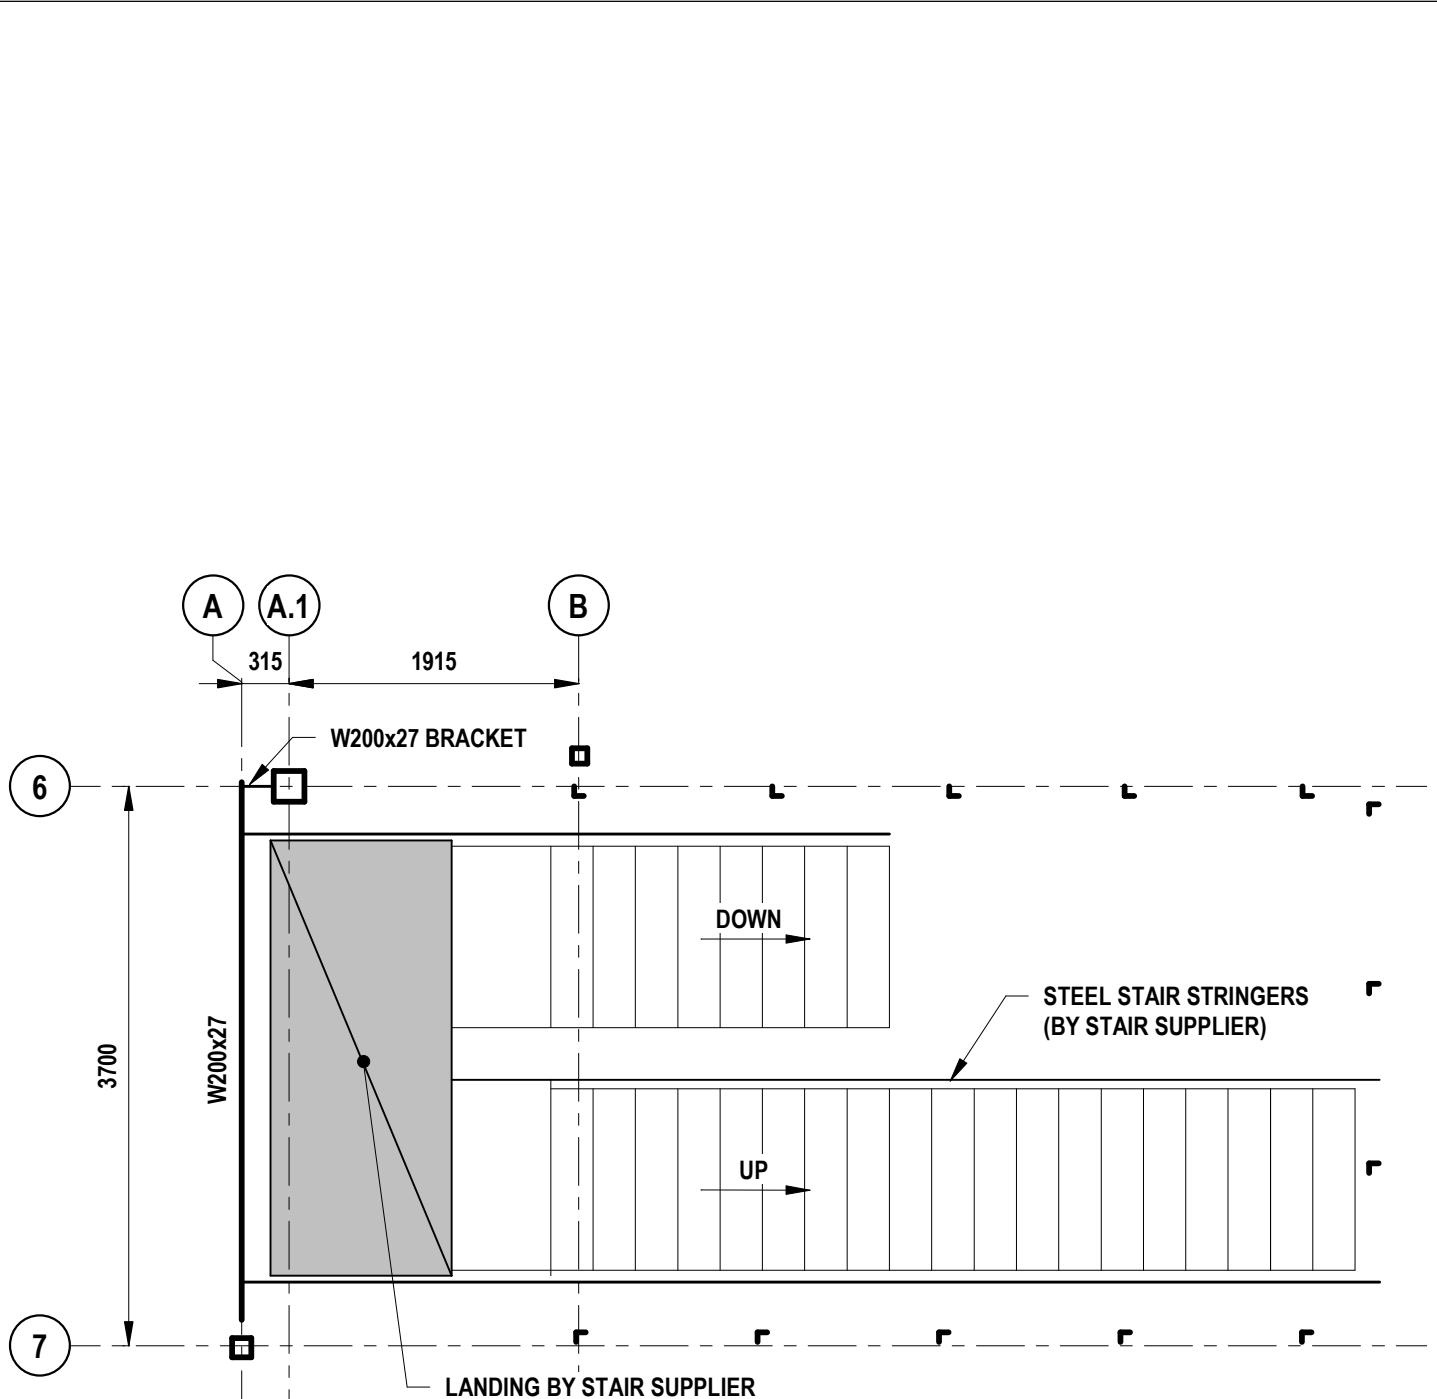 A
A.1
B
315
1915
W200x27 BRACKET
6
DOWN
STEEL STAIR STRINGERS
(BY STAIR SUPPLIER)
3700
W200x27
UP
7
LANDING BY STAIR SUPPLIER